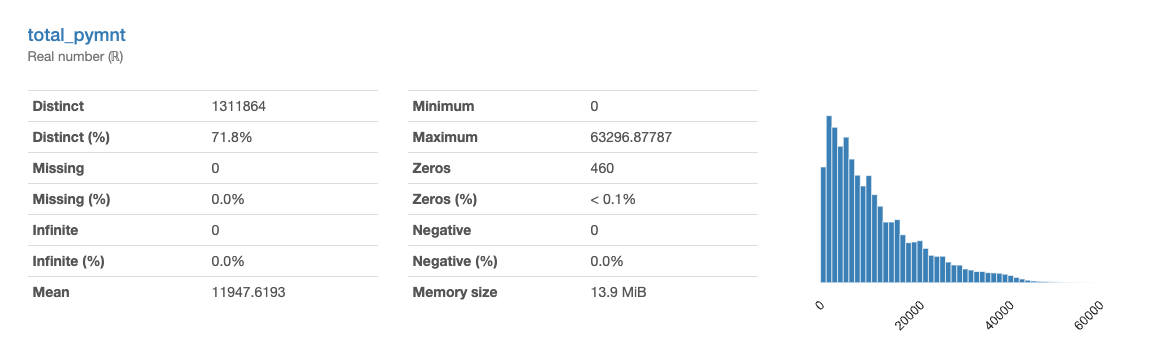 total_pymnt
Real number (ℝ)
Distinct 1311864
Distinct (%) 71.8%
Missing 0
Missing (%) 0.0%
Infinite 0
Infinite (%) 0.0%
Mean 11947.6193
Minimum 0
Maximum 63296.87787
Zeros 460
Zeros (%) < 0.1%
Negative 0
Negative (%) 0.0%
Memory size 13.9 MiB
0
20000
40000
60000